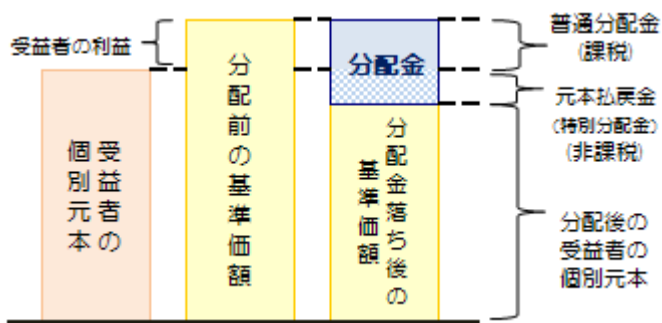 受益者の利益
受益者の
個別元本
分配前の基準価額
分配金
分配金落ち後の
基準価額
普通分配金
(課税)
元本払戻金
(特別分配金)
(非課税)
分配後の
受益者の
個別元本